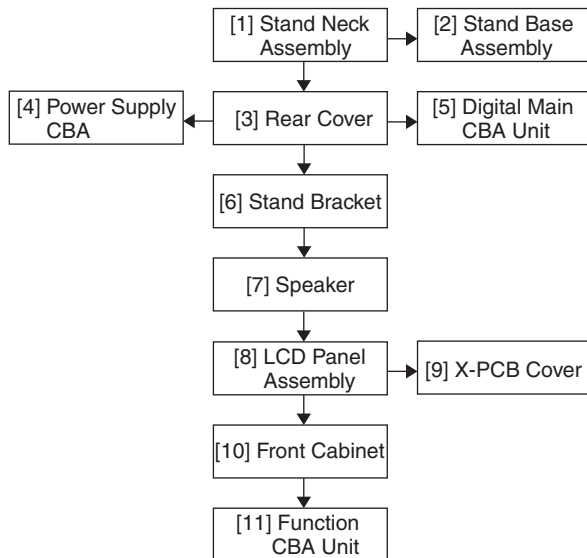 [1] Stand Neck
Assembly
[2] Stand Base
Assembly
[4] Power Supply
CBA
[3] Rear Cover
[5] Digital Main
CBA Unit
[6] Stand Bracket
[7] Speaker
[8] LCD Panel
Assembly
[9] X-PCB Cover
[10] Front Cabinet
[11] Function
CBA Unit